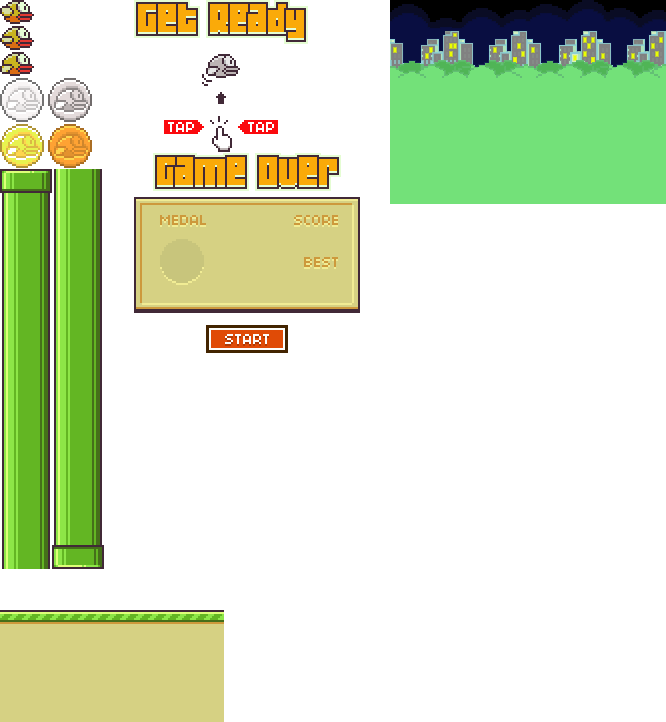 Get Ready
TAP TAP
Game Over
MEDAL SCORE
BEST
START